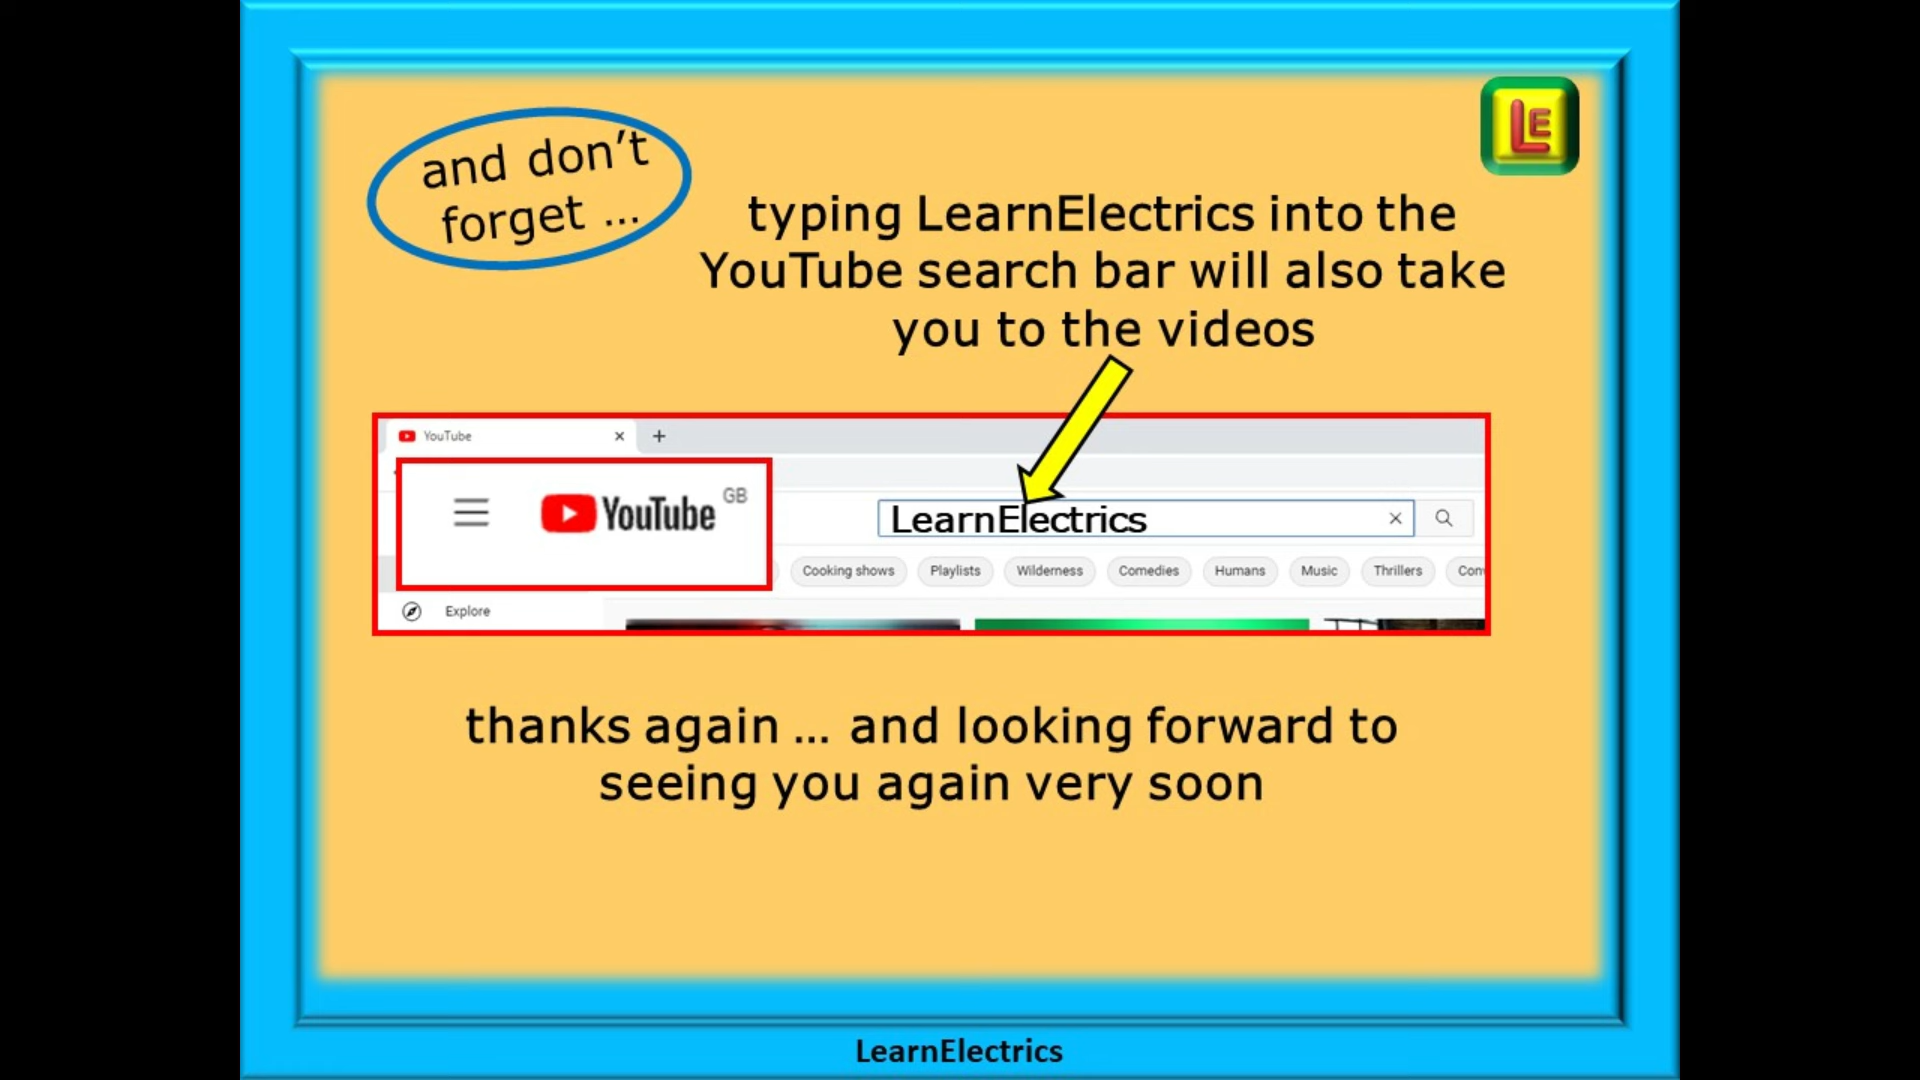 and don't
forget ...
LE
typing LearnElectrics into the
YouTube search bar will also take
you to the videos
YouTube
YouTube GB
LearnElectrics
Cooking shows Playlists Wilderness Comedies Humans Music Thrillers
Explore
thanks again ... and looking forward to
seeing you again very soon
LearnElectrics